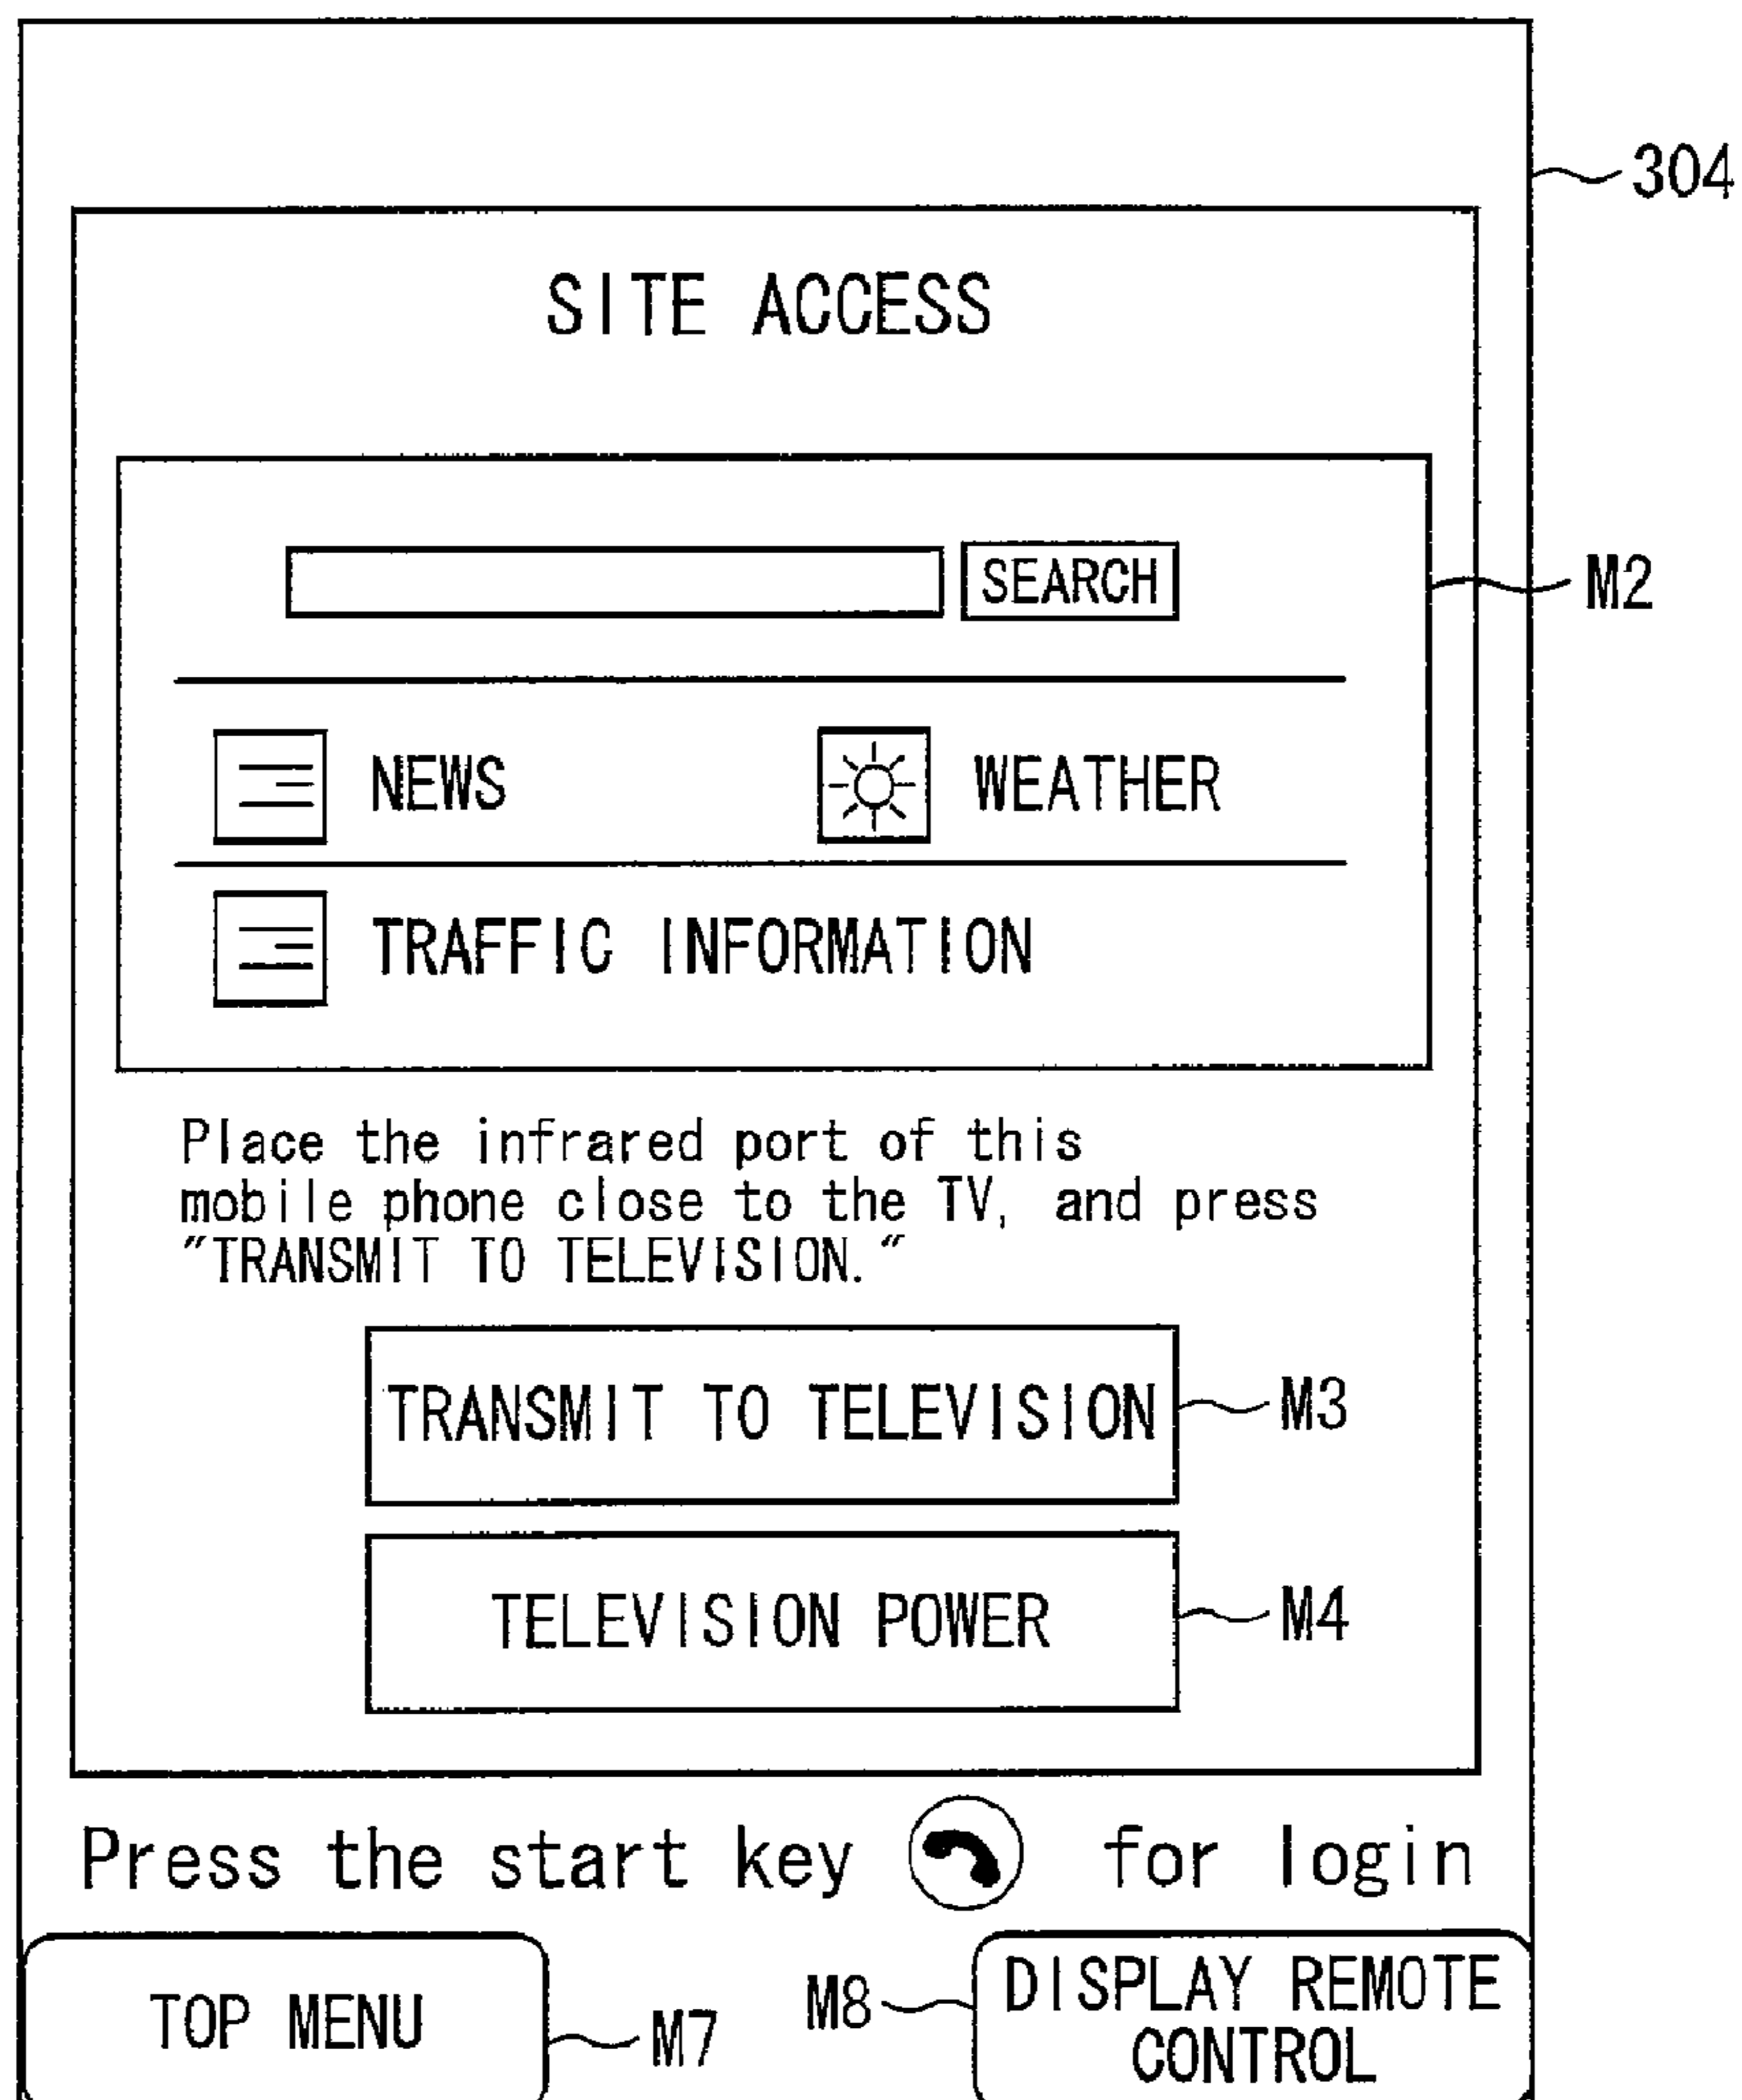 304
SITE ACCESS
SEARCH
M2
NEWS WEATHER
TRAFFIC INFORMATION
Place the infrared port of this
mobile phone close to the TV, and press
"TRANSMIT TO TELEVISION."
TRANSMIT TO TELEVISION M3
TELEVISION POWER M4
Press the start key for login
TOP MENU M7
M8 DISPLAY REMOTE
CONTROL